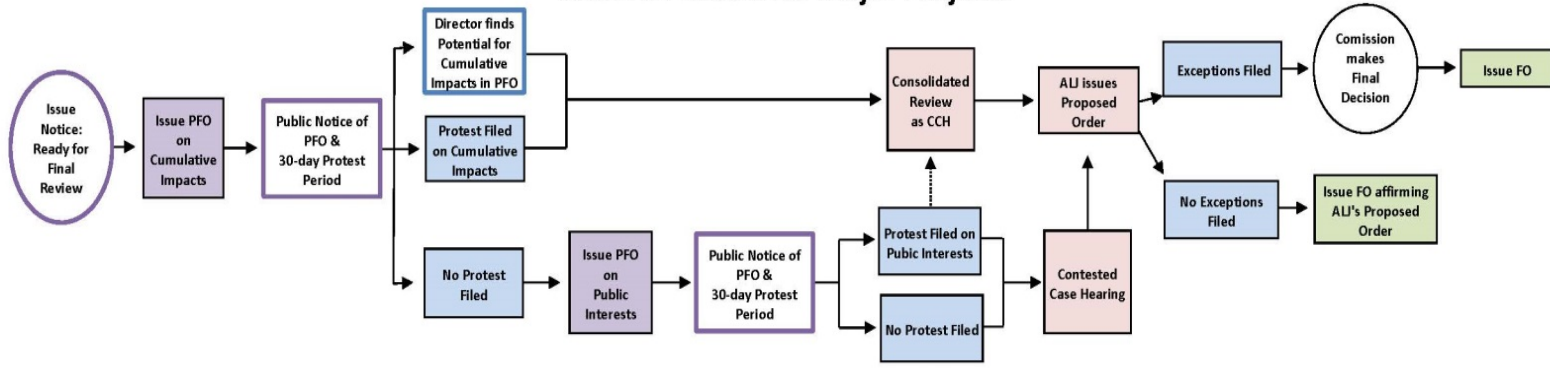 Issue
Notice:
Ready for
Final
Review
Issue PFO
on
Cumulative
Impacts
Public Notice of
PFO &
30-day Protest
Period
Director finds
Potential for
Cumulative
Impacts in PFO
Protest Filed
on Cumulative
Impacts
No Protest
Filed
Issue PFO
on
Public
Interests
Public Notice of
PFO &
30-day Protest
Period
Protest Filed on
Pubic Interests
No Protest Filed
Consolidated
Review
as CCH
Contested
Case Hearing
ALJ issues
Proposed
Order
Exceptions Filed
No Exceptions
Filed
Comission
makes
Final
Decision
Issue FO
Issue FO affirming
ALJ's Proposed
Order